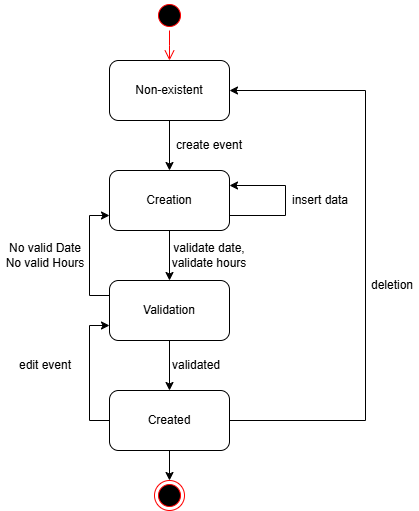 Non-existent
create event
Creation
insert data
No valid Date
No valid Hours
validate date,
validate hours
deletion
Validation
edit event
validated
Created